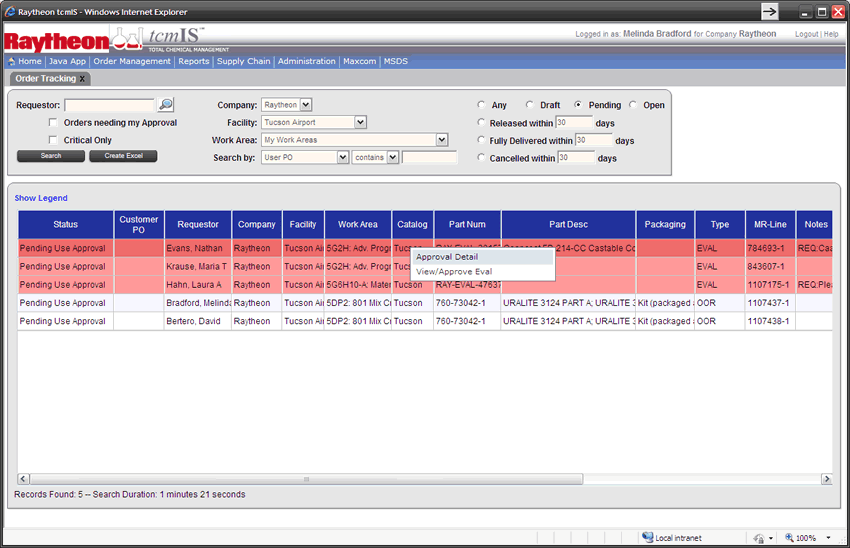 Raytheon tcmIS - Windows Internet Explorer
Raytheon tcmIS™ TOTAL CHEMICAL MANAGEMENT
Logged in as: Melinda Bradford for Company Raytheon Logout | Help
Home | Java App | Order Management | Reports | Supply Chain | Administration | Maxcom | MSDS
Order Tracking x
Requestor: Company: Raytheon Any Draft Pending Open
Orders needing my Approval Facility: Tucson Airport Released within 30 days
Critical Only Work Area: My Work Areas Fully Delivered within 30 days
Search Create Excel Search by: User PO contains Cancelled within 30 days
Show Legend
Status Customer PO Requestor Company Facility Work Area Catalog Part Num Part Desc Packaging Type MR-Line Notes
Pending Use Approval Evans, Nathan Raytheon Tucson Air 5G2H: Adv. Progr Tucson 214-CC Castable Co EVAL 784693-1 REQ:Caa
Approval Detail
Pending Use Approval Krause, Maria T Raytheon Tucson Air 5G2H: Adv. Progr EVAL 843607-1
View/Approve Eval
Pending Use Approval Hahn, Laura A Raytheon Tucson Air 5G6H10-A: Mater Tucson RAY-EVAL-47637 EVAL 1107175-1 REQ:Plea
Pending Use Approval Bradford, Melinda Raytheon Tucson Air 5DP2: 801 Mix Cr Tucson 760-73042-1 URALITE 3124 PART A; URALITE 3 Kit (packaged a OOR 1107437-1
Pending Use Approval Bertero, David Raytheon Tucson Air 5DP2: 801 Mix Cr Tucson 760-73042-1 URALITE 3124 PART A; URALITE 3 Kit (packaged a OOR 1107438-1
Records Found: 5 -- Search Duration: 1 minutes 21 seconds
Local intranet 100%